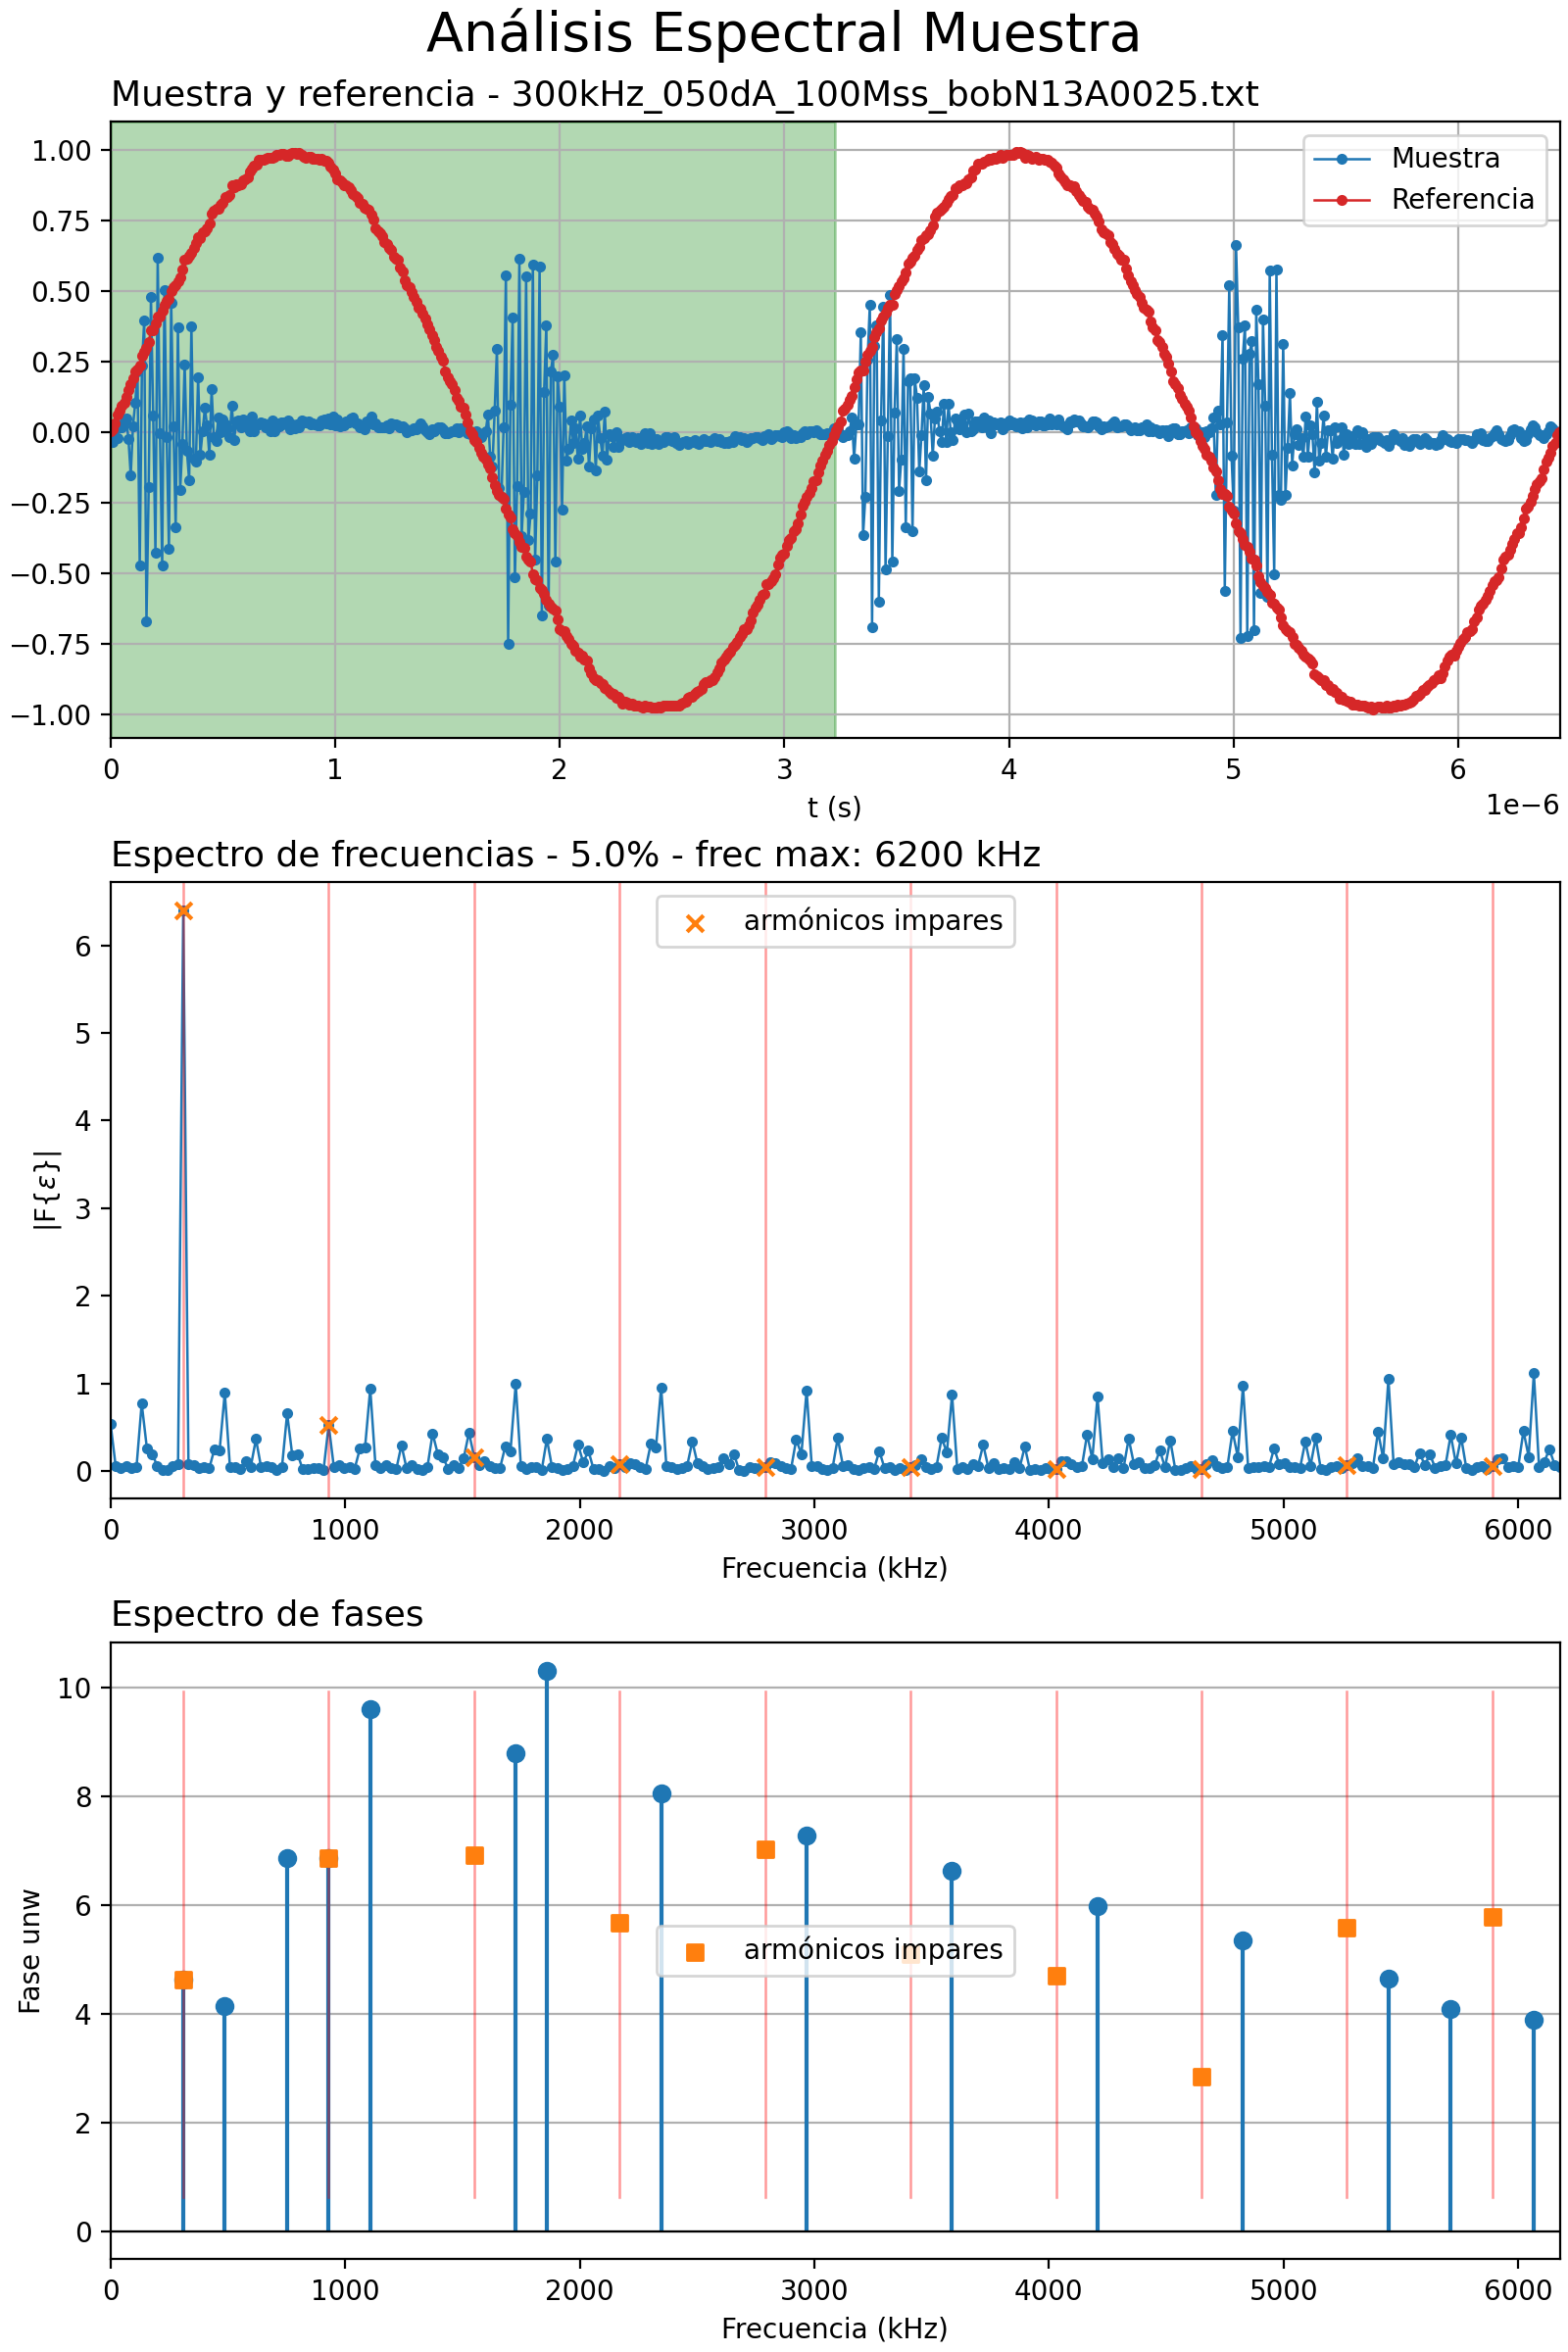 Análisis Espectral Muestra
Muestra y referencia - 300kHz_050dA_100Mss_bobN13A0025.txt
1.00
0.75
0.50
0.25
0.00
−0.25
−0.50
−0.75
−1.00
Muestra
Referencia
0 1 2 3 4 5 6
t (s)
1e−6
Espectro de frecuencias - 5.0% - frec max: 6200 kHz
armónicos impares
6
5
4
3
2
1
0
|F{ε}|
0 1000 2000 3000 4000 5000 6000
Frecuencia (kHz)
Espectro de fases
10
8
6
4
2
0
Fase unw
armónicos impares
0 1000 2000 3000 4000 5000 6000
Frecuencia (kHz)